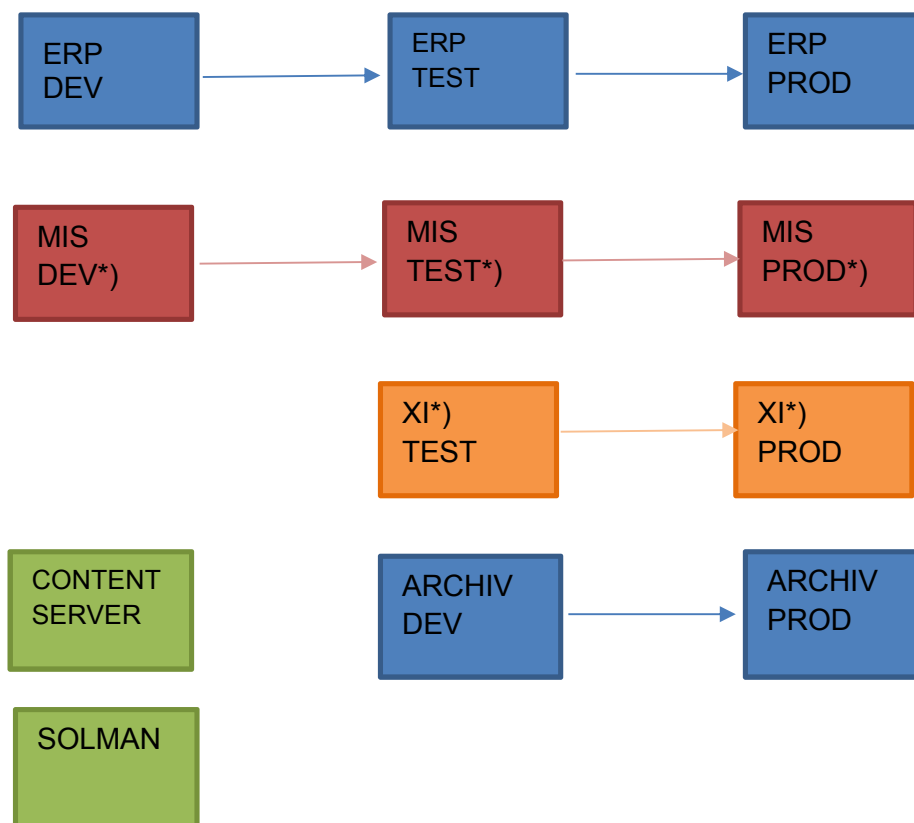 ERP
DEV
ERP
TEST
ERP
PROD
MIS
DEV*)
MIS
TEST*)
MIS
PROD*)
XI*)
TEST
XI*)
PROD
CONTENT
SERVER
ARCHIV
DEV
ARCHIV
PROD
SOLMAN